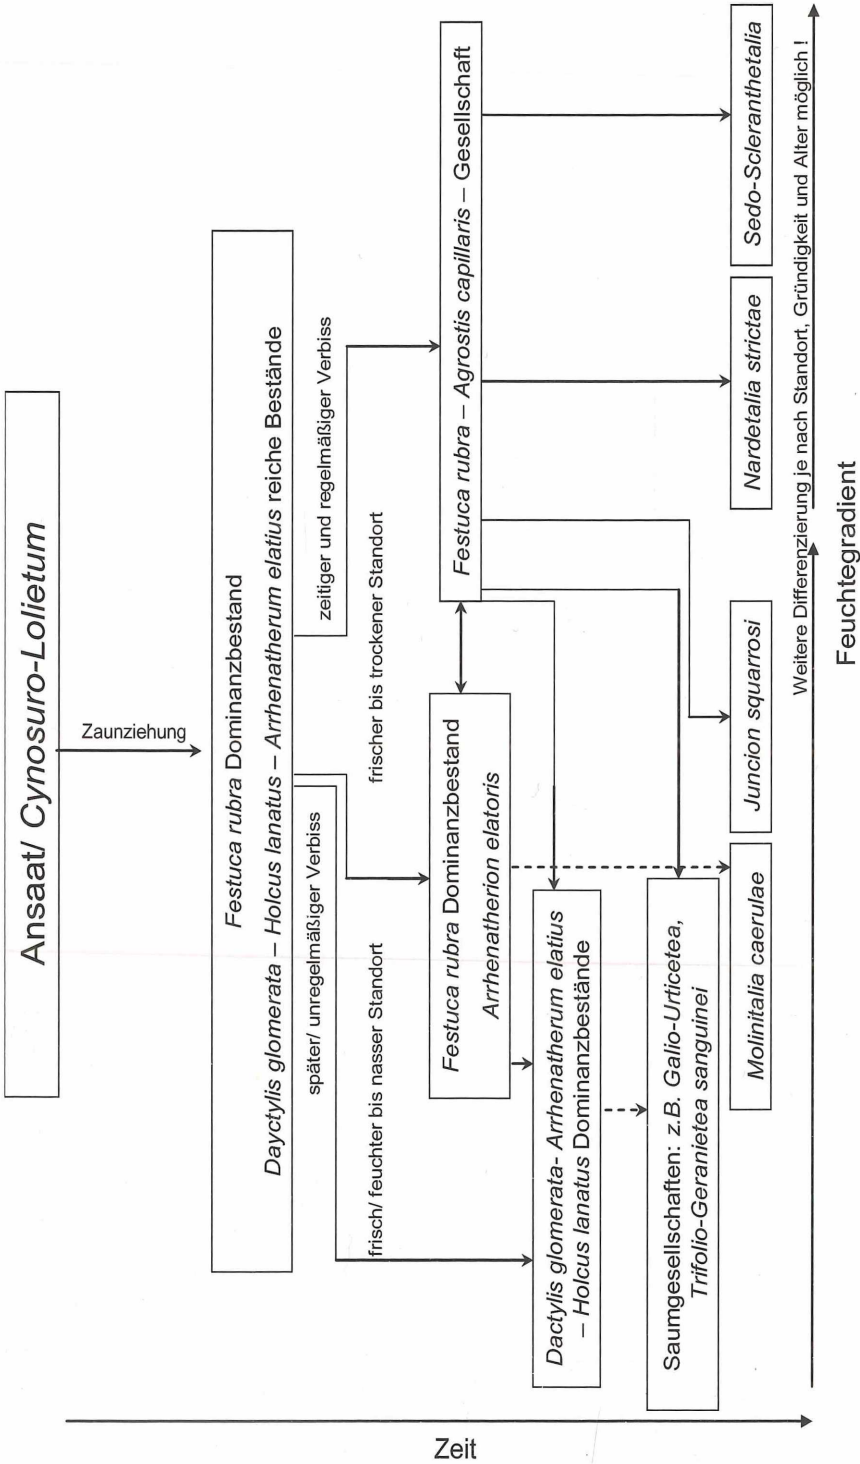 Ansaat/ Cynosuro-Lolietum
Zaunziehung
Festuca rubra Dominanzbestand
Dayctylis glomerata – Holcus lanatus – Arrhenatherum elatius reiche Bestände
später/ unregelmäßiger Verbiss
zeitiger und regelmäßiger Verbiss
frisch/ feuchter bis nasser Standort
frischer bis trockener Standort
Festuca rubra Dominanzbestand
Arrhenatherion elatoris
Festuca rubra – Agrostis capillaris – Gesellschaft
Dactylis glomerata- Arrhenatherum elatius
– Holcus lanatus Dominanzbestände
Saumgesellschaften: z.B. Galio-Urticetea,
Trifolio-Geranietea sanguinei
Molinitalia caerulae
Juncion squarrosi
Nardetalia strictae
Sedo-Scleranthetalia
Weitere Differenzierung je nach Standort, Gründigkeit und Alter möglich !
Feuchtegradient
Zeit